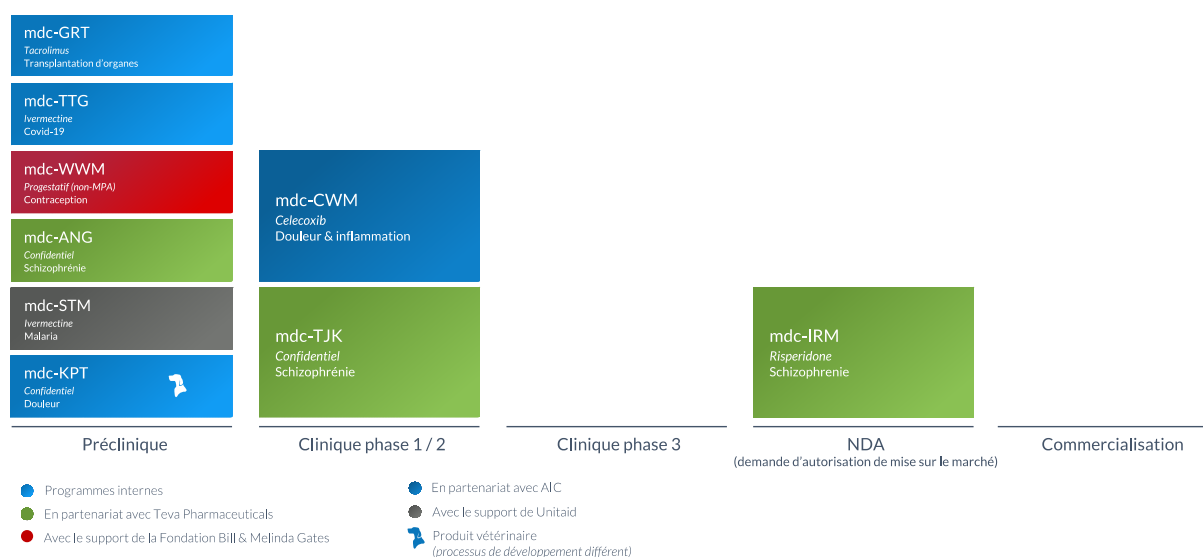 mdc-GRT
Tacrolimus
Transplantation d'organes
mdc-TTG
Ivermectine
Covid-19
mdc-WWM
Progestatif (non-MPA)
Contraception
mdc-ANG
Confidentiel
Schizophrénie
mdc-STM
Ivermectine
Malaria
mdc-KPT
Confidentiel
Douleur
mdc-CWM
Celecoxib
Douleur & inflammation
mdc-TJK
Confidentiel
Schizophrénie
mdc-IRM
Risperidone
Schizophrenie
Préclinique
Clinique phase 1 / 2
Clinique phase 3
NDA
(demande d'autorisation de mise sur le marché)
Commercialisation
Programmes internes
En partenariat avec Teva Pharmaceuticals
Avec le support de la Fondation Bill & Melinda Gates
En partenariat avec AIC
Avec le support de Unitaid
Produit vétérinaire
(processus de développement différent)